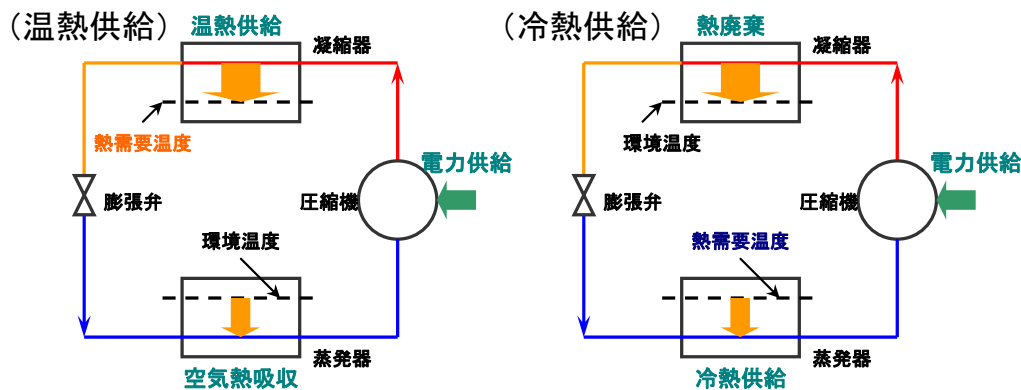 （温熱供給）
温熱供給
凝縮器
熱需要温度
電力供給
膨張弁
圧縮機
環境温度
蒸発器
空気熱吸収
（冷熱供給）
熱廃棄
凝縮器
環境温度
電力供給
膨張弁
圧縮機
熱需要温度
蒸発器
冷熱供給